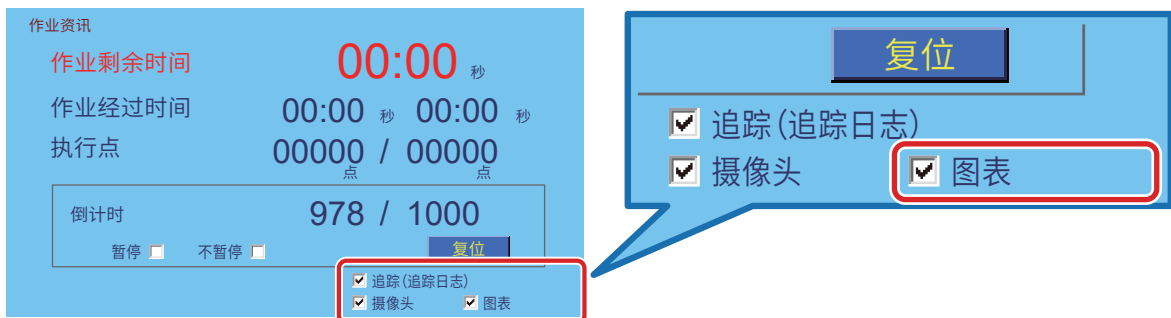 作业资讯
作业剩余时间 00:00 秒
作业经过时间 00:00 秒 00:00 秒
执行点 00000 点 / 00000 点
倒计时 978 / 1000
暂停 不暂停 复位
追踪(追踪日志)
摄像头 图表
复位
追踪(追踪日志)
摄像头 图表